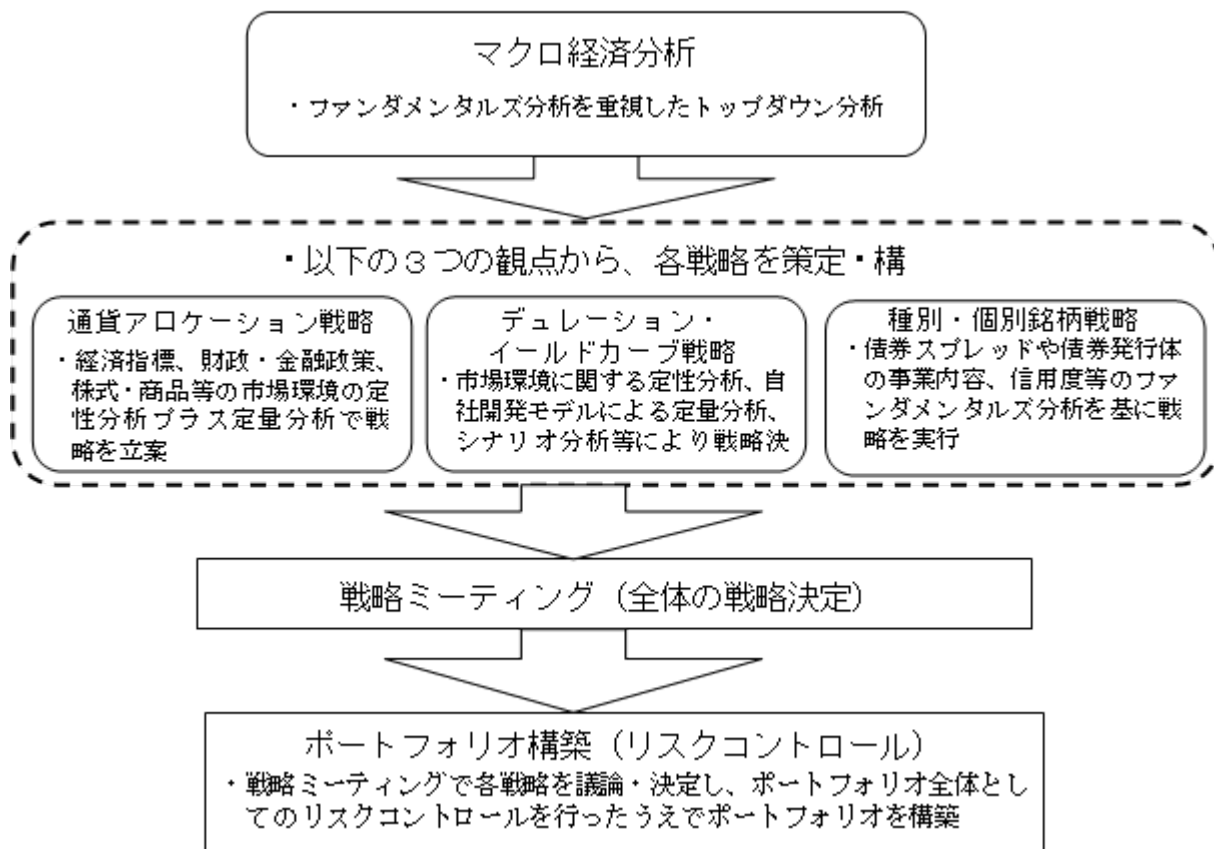 マクロ経済分析
・ファンダメンタルズ分析を重視したトップダウン分析
・以下の３つの観点から、各戦略を策定・構
通貨アロケーション戦略
・経済指標、財政・金融政策、
株式・商品等の市場環境の定
性分析プラス定量分析で戦
略を立案
デュレーション・
イールドカーブ戦略
・市場環境に関する定性分析、自
社開発モデルによる定量分析、
シナリオ分析等により戦略決
種別・個別銘柄戦略
・債券スプレッドや債券発行体
の事業内容、信用度等のファ
ンダメンタルズ分析を基に戦
略を実行
戦略ミーティング（全体の戦略決定）
ポートフォリオ構築（リスクコントロール）
・戦略ミーティングで各戦略を議論・決定し、ポートフォリオ全体とし
てのリスクコントロールを行ったうえでポートフォリオを構築